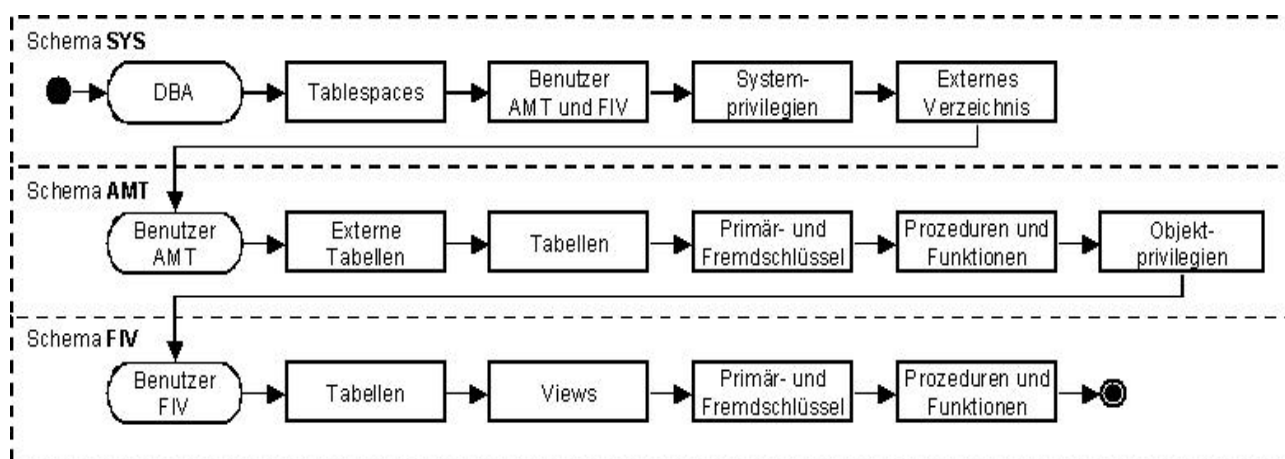 Schema SYS
DBA
Tablespaces
Benutzer
AMT und FIV
System-
privilegien
Externes
Verzeichnis
Schema AMT
Benutzer
AMT
Externe
Tabellen
Tabellen
Primär- und
Fremdschlüssel
Prozeduren und
Funktionen
Objekt-
privilegien
Schema FIV
Benutzer
FIV
Tabellen
Views
Primär- und
Fremdschlüssel
Prozeduren und
Funktionen